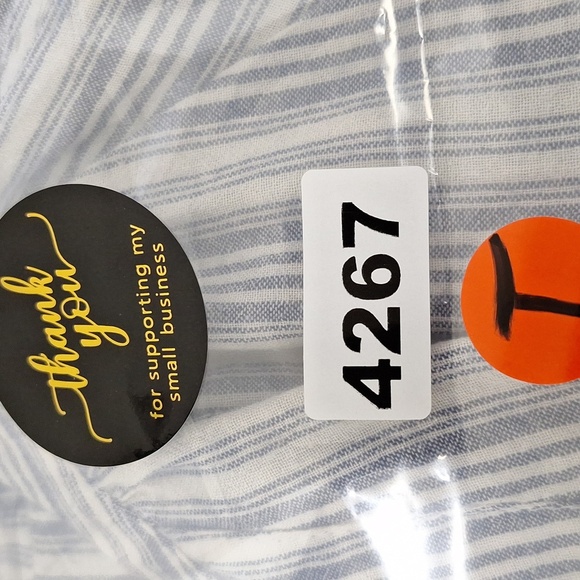 thank
you
for supporting my
small business
4267
T